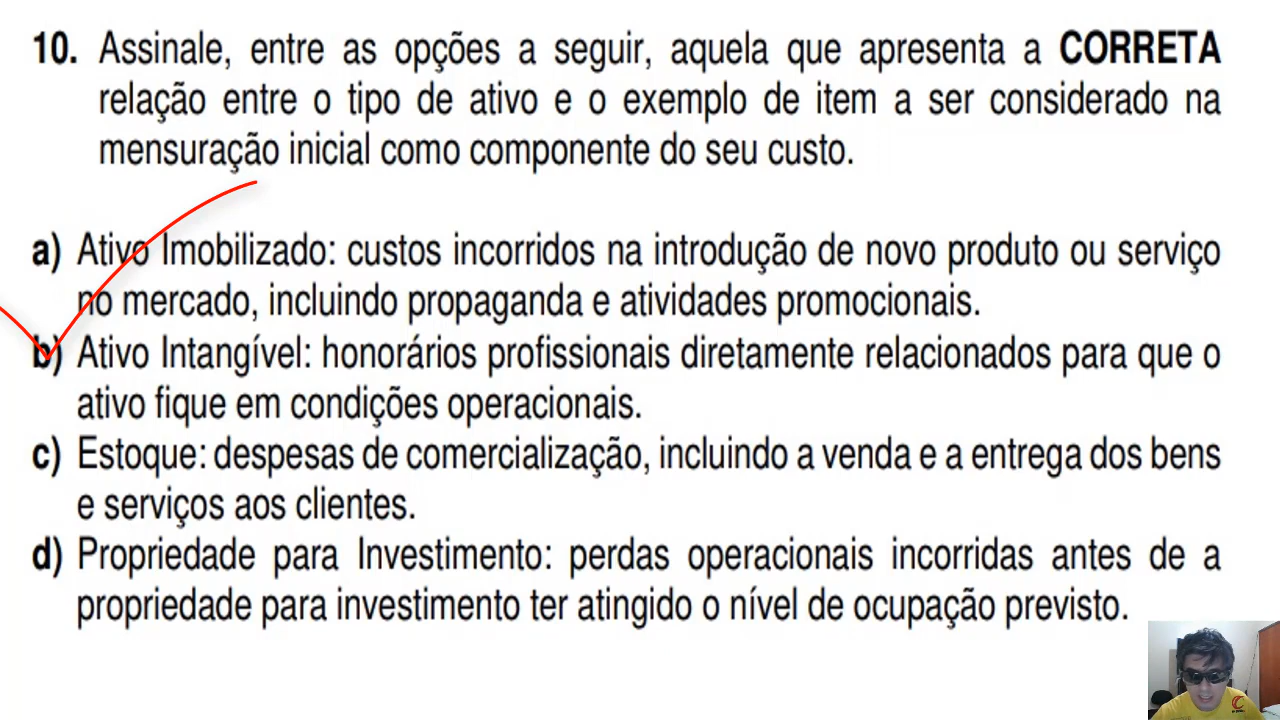 10. Assinale, entre as opções a seguir, aquela que apresenta a CORRETA
relação entre o tipo de ativo e o exemplo de item a ser considerado na
mensuração inicial como componente do seu custo.
a) Ativo Imobilizado: custos incorridos na introdução de novo produto ou serviço
no mercado, incluindo propaganda e atividades promocionais.
b) Ativo Intangível: honorários profissionais diretamente relacionados para que o
ativo fique em condições operacionais.
c) Estoque: despesas de comercialização, incluindo a venda e a entrega dos bens
e serviços aos clientes.
d) Propriedade para Investimento: perdas operacionais incorridas antes de a
propriedade para investimento ter atingido o nível de ocupação previsto.